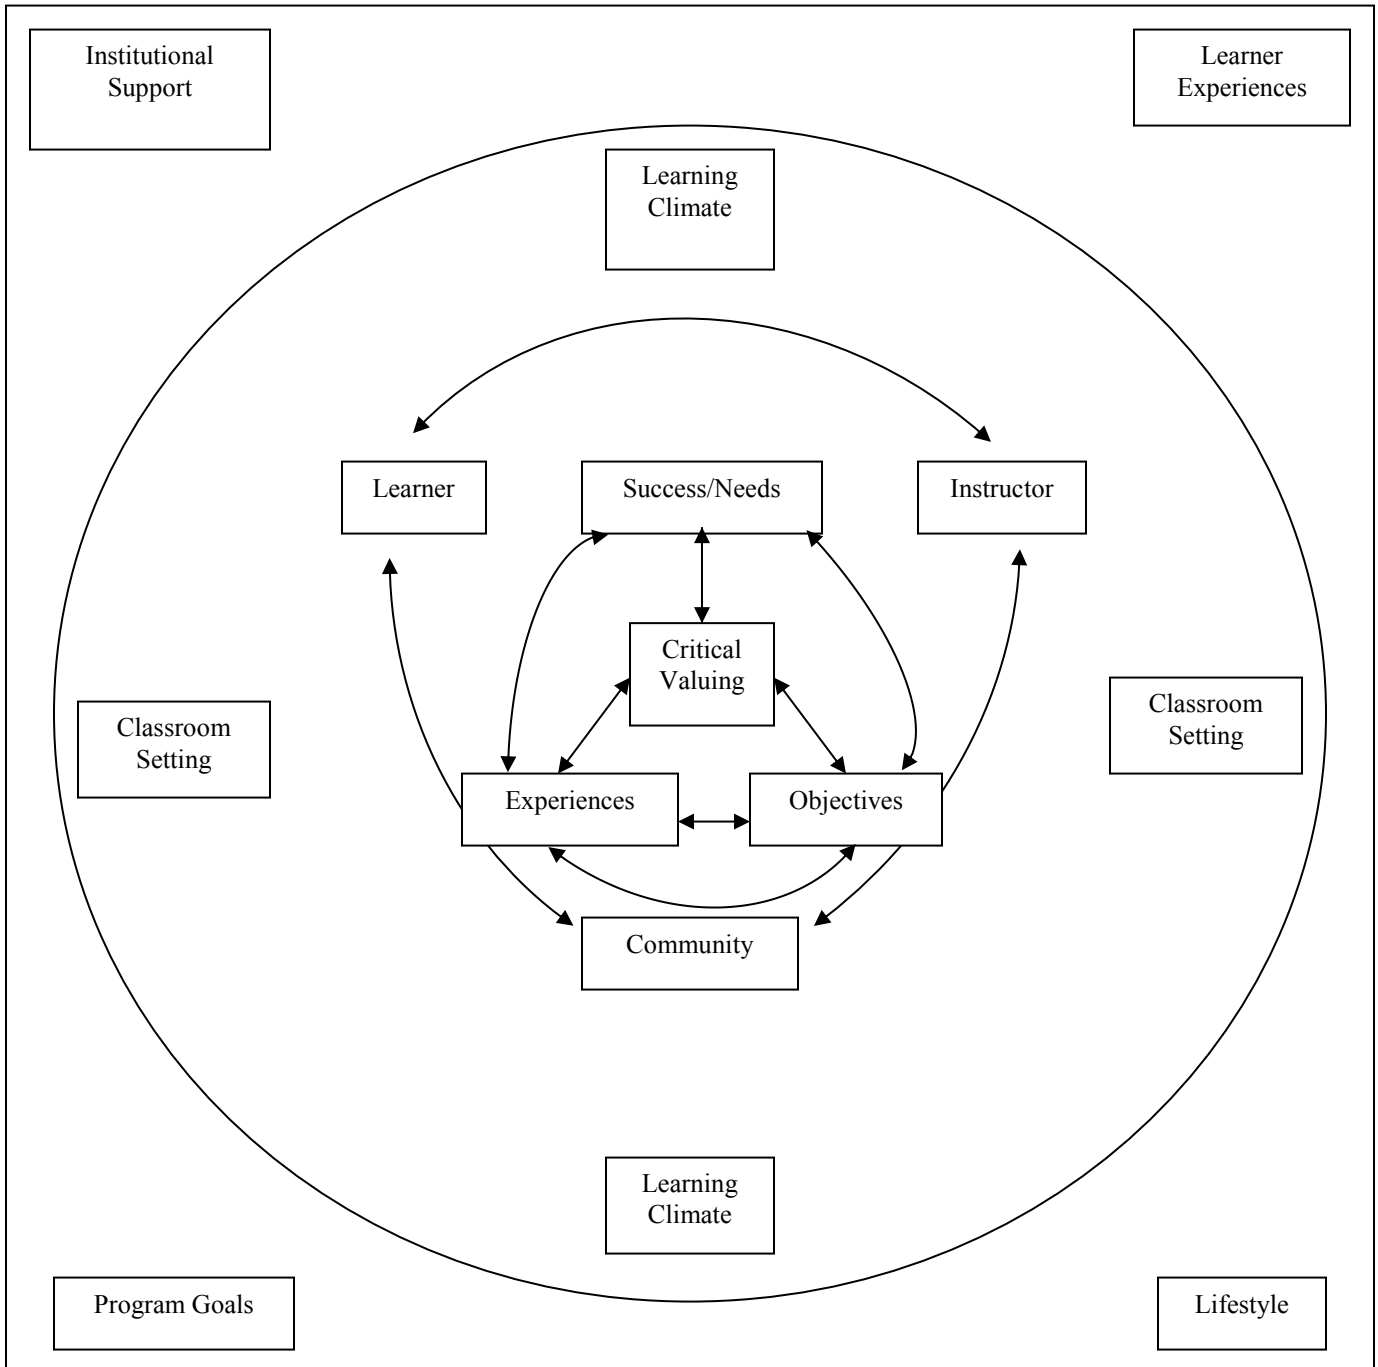 Institutional
Support
Learner
Experiences
Learning
Climate
Learner
Success/Needs
Instructor
Critical
Valuing
Classroom
Setting
Classroom
Setting
Experiences
Objectives
Community
Learning
Climate
Program Goals
Lifestyle